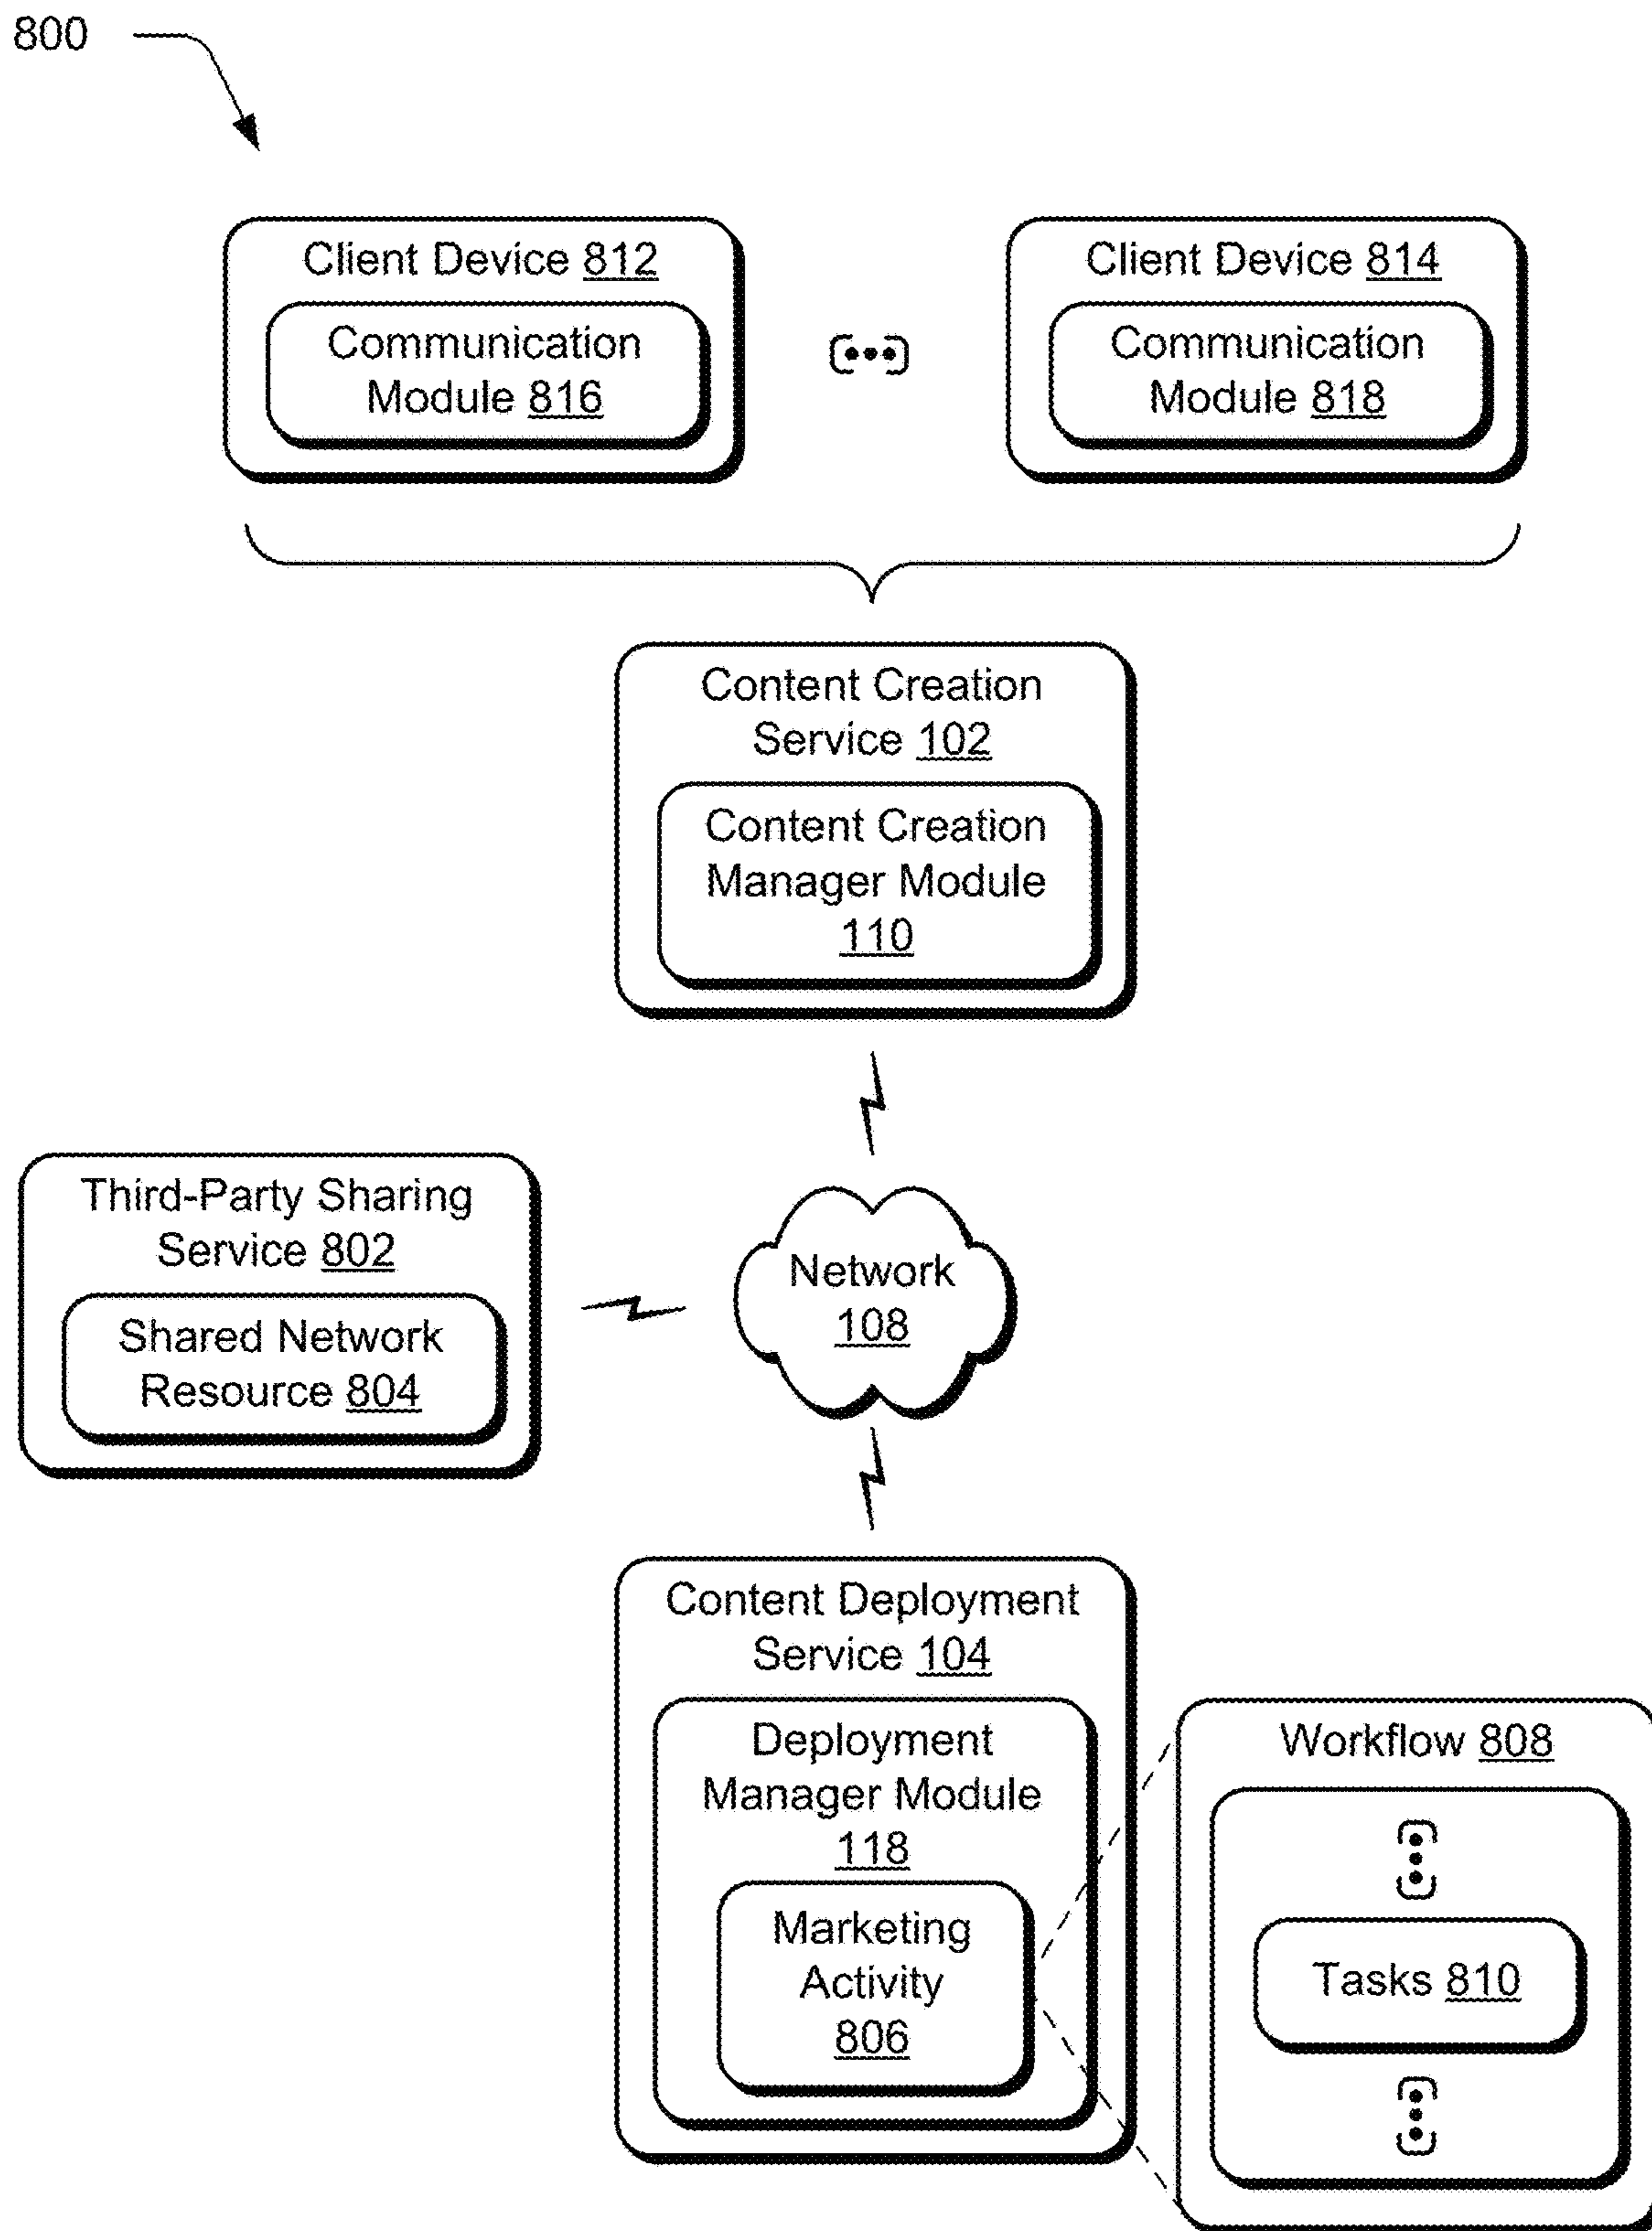 800
Client Device 812
Communication
Module 816
Client Device 814
Communication
Module 818
Content Creation
Service 102
Content Creation
Manager Module
110
Third-Party Sharing
Service 802
Shared Network
Resource 804
Network
108
Content Deployment
Service 104
Deployment
Manager Module
118
Marketing
Activity
806
Workflow 808
Tasks 810